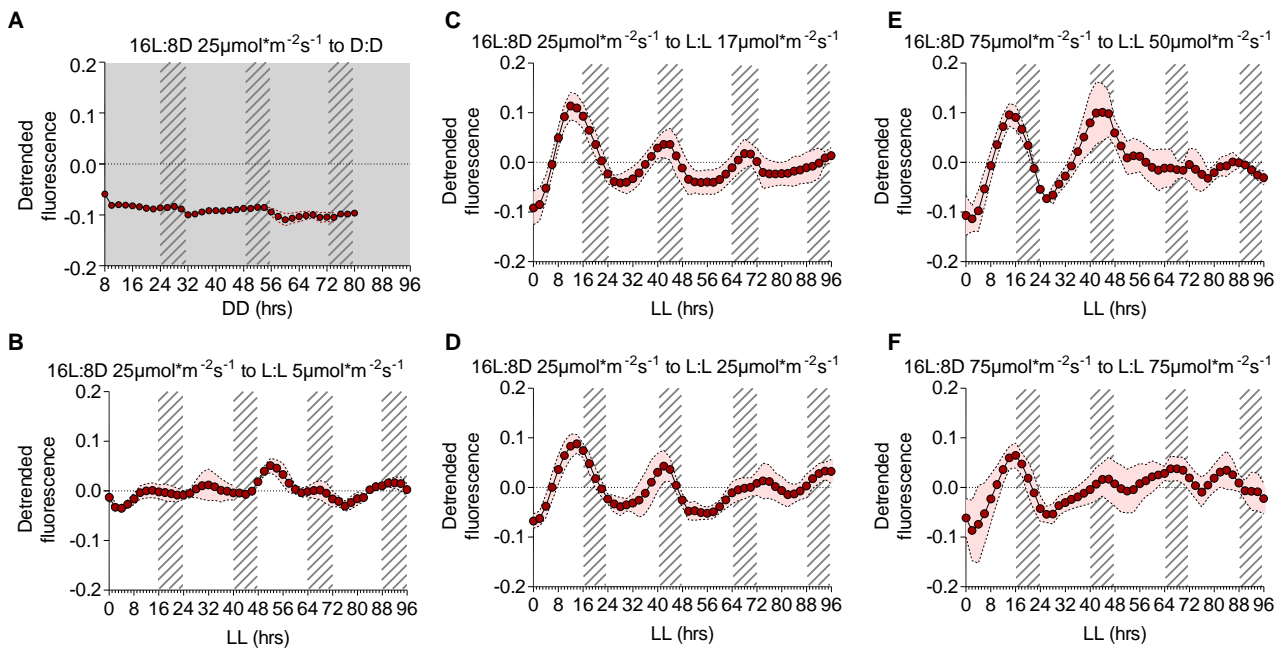 A
16L:8D 25µmol*m⁻²s⁻¹ to D:D
Detrended
fluorescence
0.2
0.1
0.0
-0.1
-0.2
8 16 24 32 40 48 56 64 72 80 88 96
DD (hrs)
B
16L:8D 25µmol*m⁻²s⁻¹ to L:L 5µmol*m⁻²s⁻¹
Detrended
fluorescence
0.2
0.1
0.0
-0.1
-0.2
0 8 16 24 32 40 48 56 64 72 80 88 96
LL (hrs)
C
16L:8D 25µmol*m⁻²s⁻¹ to L:L 17µmol*m⁻²s⁻¹
Detrended
fluorescence
0.2
0.1
0.0
-0.1
-0.2
0 8 16 24 32 40 48 56 64 72 80 88 96
LL (hrs)
D
16L:8D 25µmol*m⁻²s⁻¹ to L:L 25µmol*m⁻²s⁻¹
Detrended
fluorescence
0.2
0.1
0.0
-0.1
-0.2
0 8 16 24 32 40 48 56 64 72 80 88 96
LL (hrs)
E
16L:8D 75µmol*m⁻²s⁻¹ to L:L 50µmol*m⁻²s⁻¹
Detrended
fluorescence
0.2
0.1
0.0
-0.1
-0.2
0 8 16 24 32 40 48 56 64 72 80 88 96
LL (hrs)
F
16L:8D 75µmol*m⁻²s⁻¹ to L:L 75µmol*m⁻²s⁻¹
Detrended
fluorescence
0.2
0.1
0.0
-0.1
-0.2
0 8 16 24 32 40 48 56 64 72 80 88 96
LL (hrs)